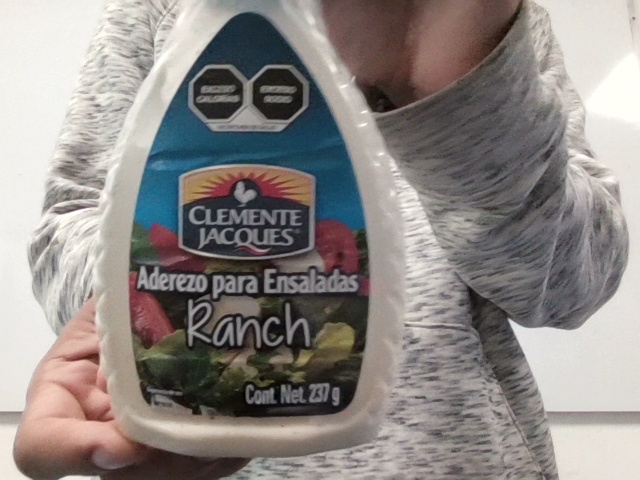 EXCESO CALORÍAS
EXCESO SODIO
CLEMENTE
JACQUES
Aderezo para Ensaladas
Ranch
Cont. Net. 237 g